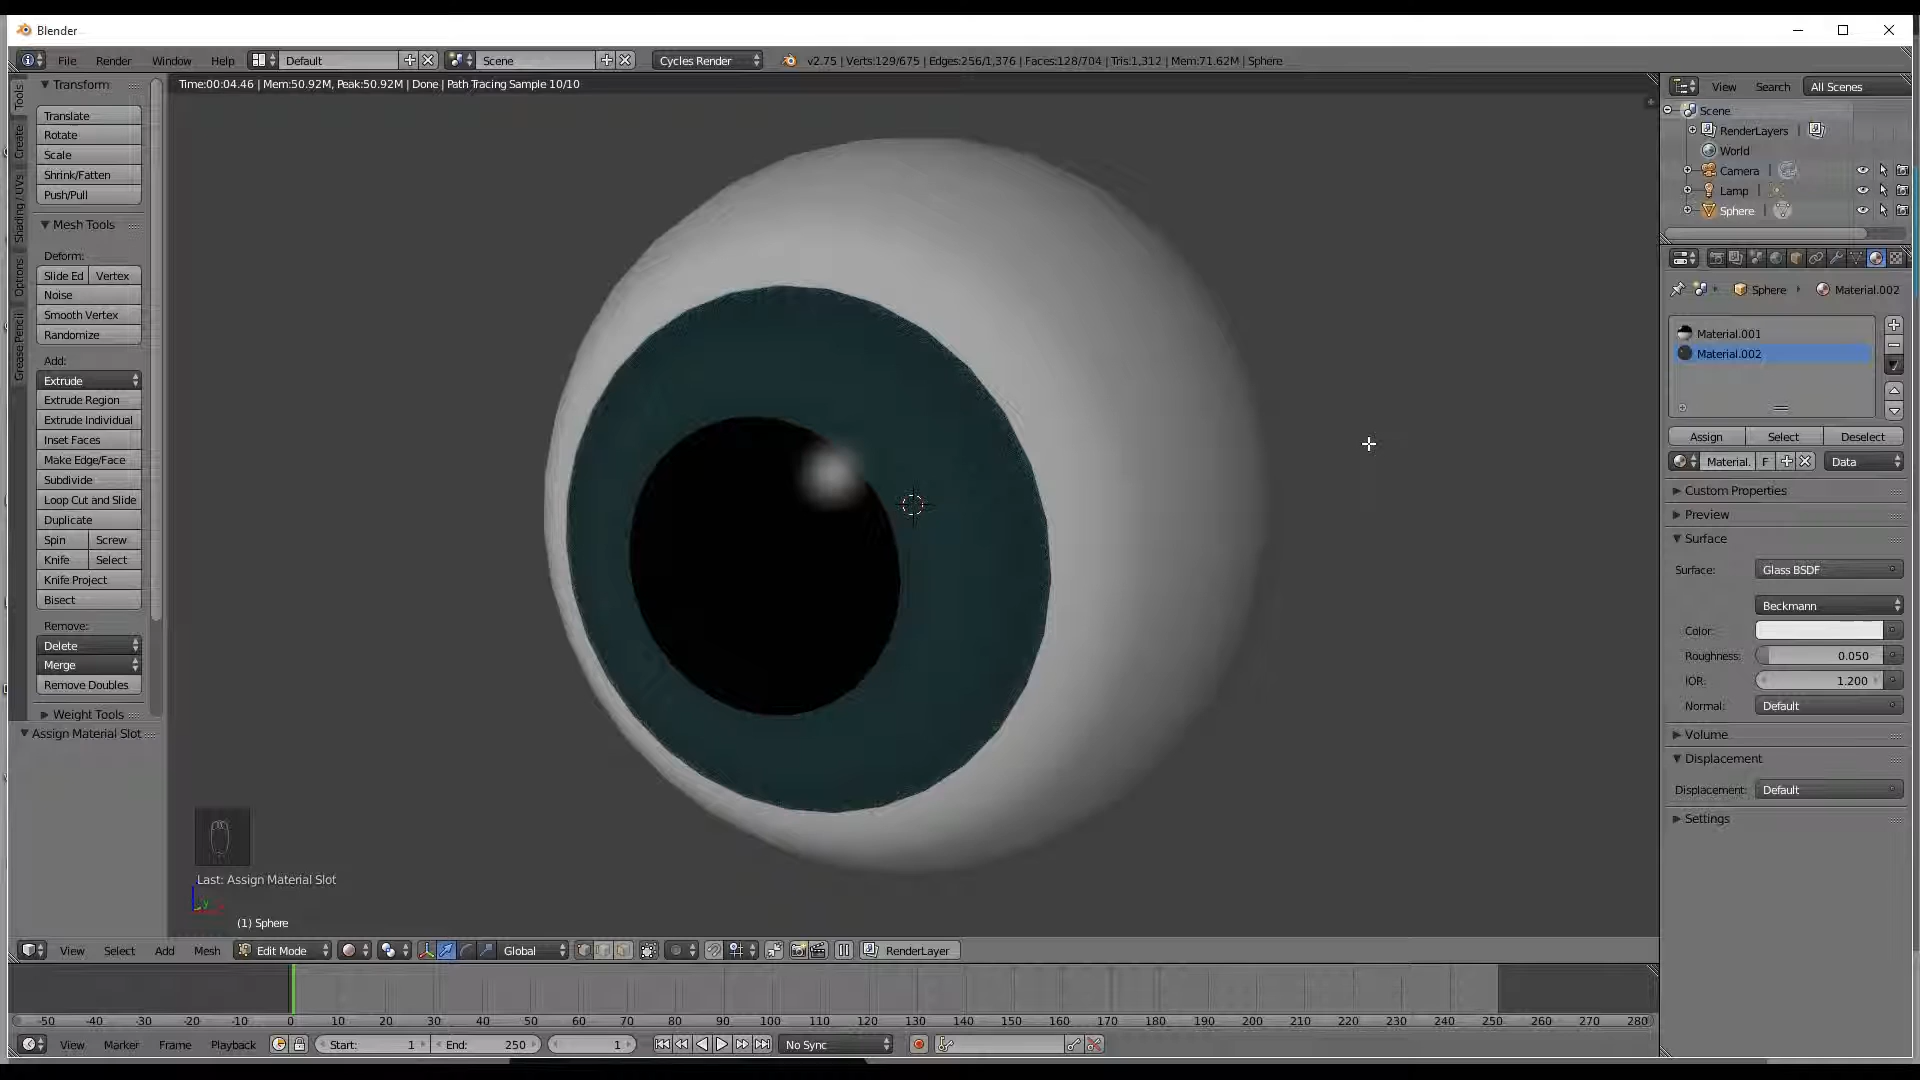 Blender
File Render Window Help Default Scene Cycles Render v2.75 | Verts:129/675 | Edges:256/1,376 | Faces:128/704 | Tris:1,312 | Mem:71.62M | Sphere
Time:00:04.46 | Mem:50.92M, Peak:50.92M | Done | Path Tracing Sample 10/10
Tools
Create
Shading / UVs
Options
Grease Pencil
Transform
Translate
Rotate
Scale
Shrink/Fatten
Push/Pull
Mesh Tools
Deform:
Slide Ed Vertex
Noise
Smooth Vertex
Randomize
Add:
Extrude
Extrude Region
Extrude Individual
Inset Faces
Make Edge/Face
Subdivide
Loop Cut and Slide
Duplicate
Spin Screw
Knife Select
Knife Project
Bisect
Remove:
Delete
Merge
Remove Doubles
Weight Tools
Assign Material Slot
Last: Assign Material Slot
y
(1) Sphere
View Select Add Mesh Edit Mode Global RenderLayer
-50 -40 -30 -20 -10 0 10 20 30 40 50 60 70 80 90 100 110 120 130 140 150 160 170 180 190 200 210 220 230 240 250 260 270 280
View Marker Frame Playback Start: 1 End: 250 1 No Sync
View Search All Scenes
Scene
RenderLayers |
World
Camera |
Lamp |
Sphere |
Sphere Material.002
Material.001
Material.002
Assign Select Deselect
Material. F Data
Custom Properties
Preview
Surface
Surface: Glass BSDF
Beckmann
Color:
Roughness: 0.050
IOR: 1.200
Normal: Default
Volume
Displacement
Displacement: Default
Settings